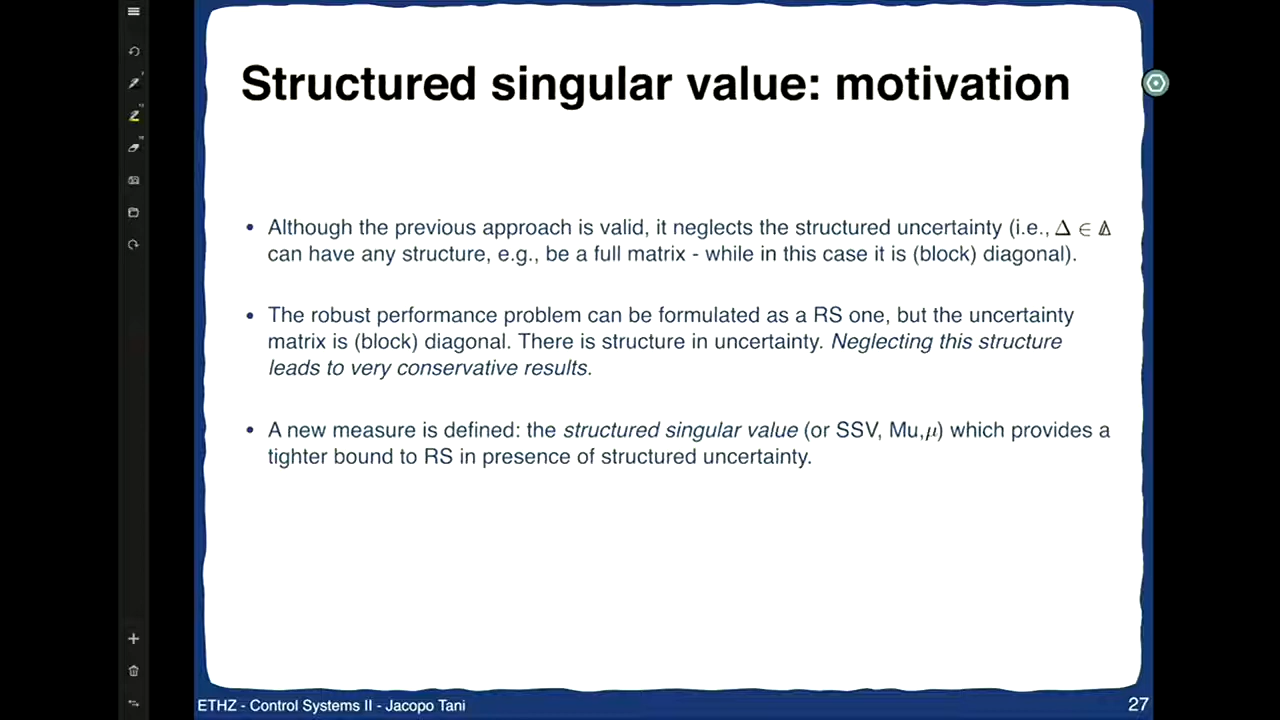 Structured singular value: motivation
• Although the previous approach is valid, it neglects the structured uncertainty (i.e., Δ ∈ 𝚫
can have any structure, e.g., be a full matrix - while in this case it is (block) diagonal).
• The robust performance problem can be formulated as a RS one, but the uncertainty
matrix is (block) diagonal. There is structure in uncertainty. Neglecting this structure
leads to very conservative results.
• A new measure is defined: the structured singular value (or SSV, Mu,μ) which provides a
tighter bound to RS in presence of structured uncertainty.
ETHZ - Control Systems II - Jacopo Tani
27